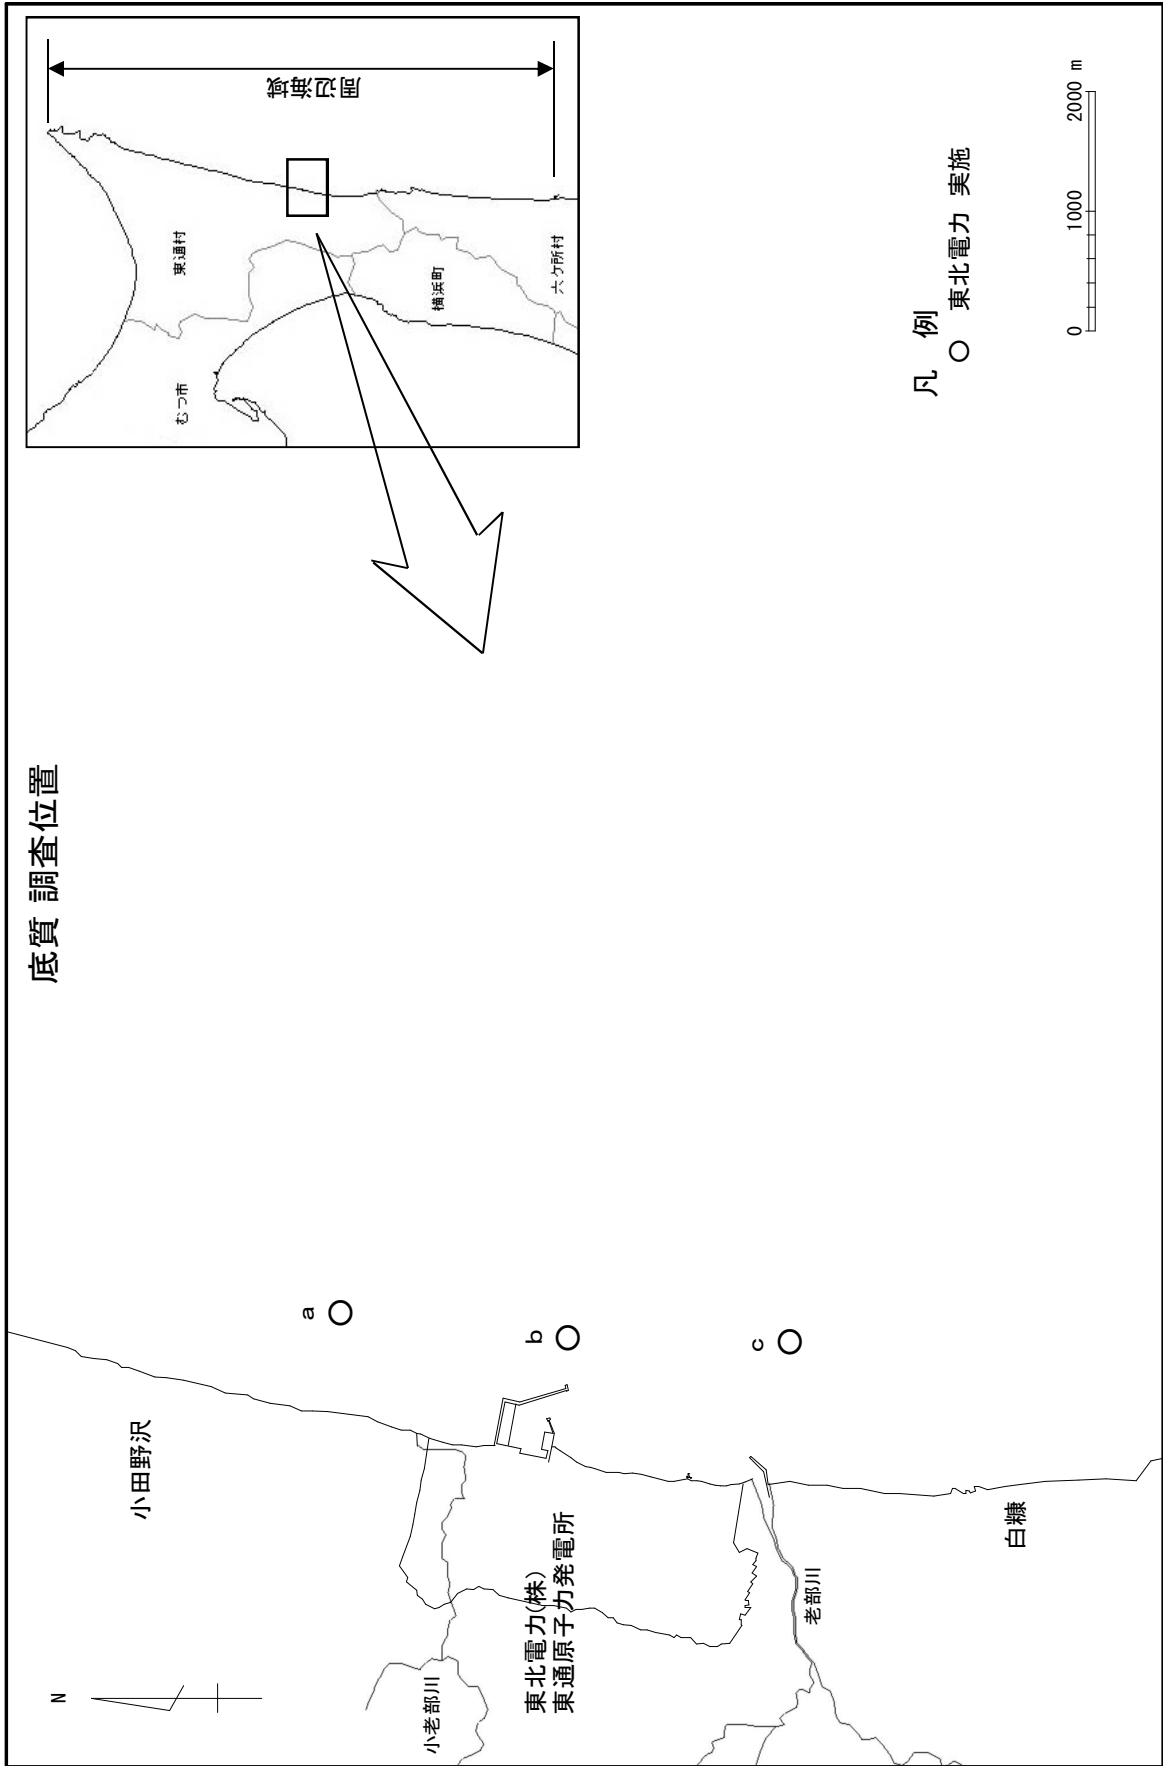 底質 調査位置
N
小田野沢
小老部川
東北電力(株)
東通原子力発電所
老部川
白糠
a
b
c
周辺海域
むつ市
東通村
横浜町
六ケ所村
凡 例
○ 東北電力 実施
0 1000 2000 m